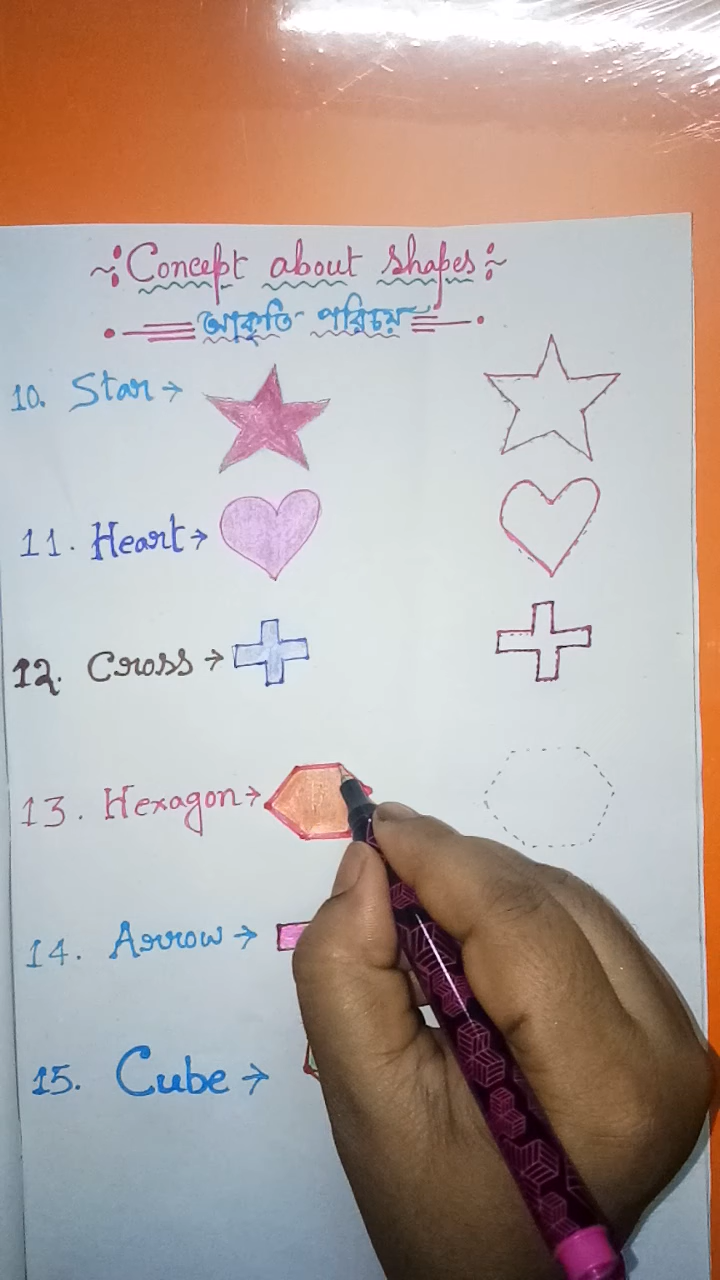 Concept about shapes
আকৃতি পরিচয়
10. Star →
11. Heart →
12. Cross →
13. Hexagon →
14. Arrow →
15. Cube →